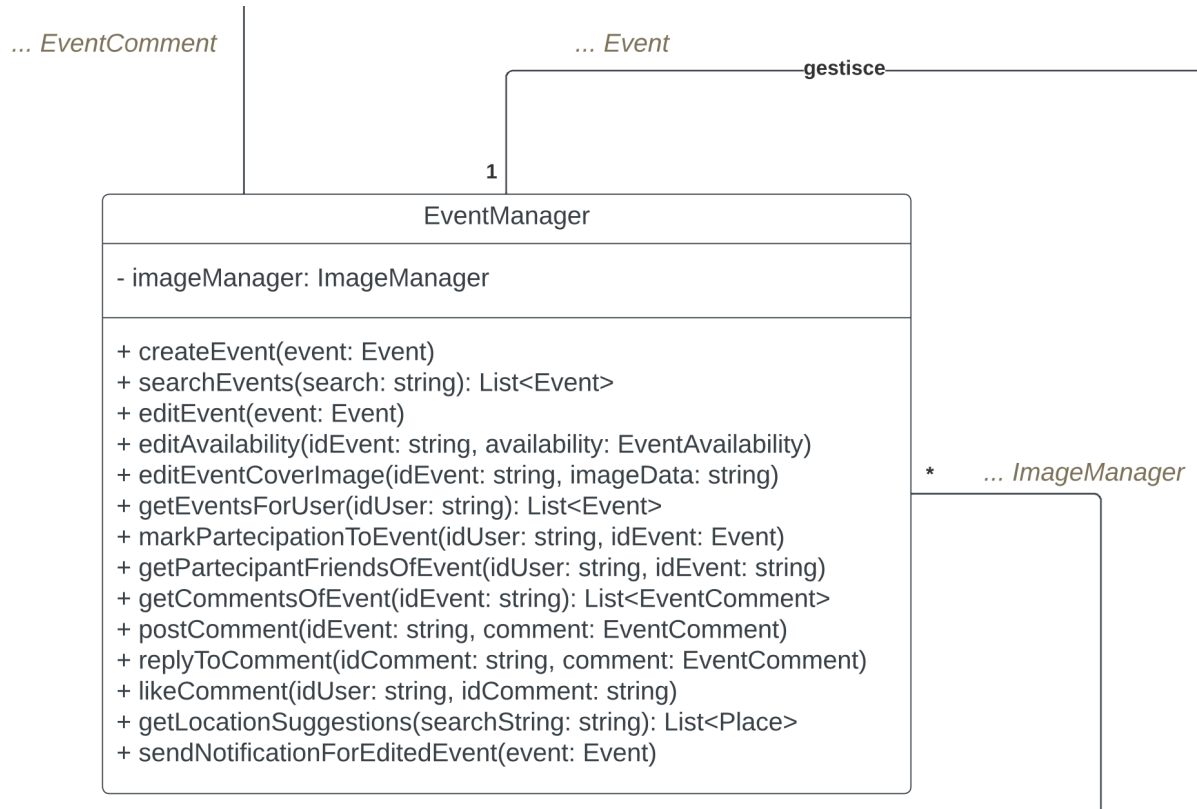 ... EventComment
... Event
gestisce
1
EventManager
- imageManager: ImageManager
+ createEvent(event: Event)
+ searchEvents(search: string): List<Event>
+ editEvent(event: Event)
+ editAvailability(idEvent: string, availability: EventAvailability)
+ editEventCoverImage(idEvent: string, imageData: string)
+ getEventsForUser(idUser: string): List<Event>
+ markPartecipationToEvent(idUser: string, idEvent: Event)
+ getPartecipantFriendsOfEvent(idUser: string, idEvent: string)
+ getCommentsOfEvent(idEvent: string): List<EventComment>
+ postComment(idEvent: string, comment: EventComment)
+ replyToComment(idComment: string, comment: EventComment)
+ likeComment(idUser: string, idComment: string)
+ getLocationSuggestions(searchString: string): List<Place>
+ sendNotificationForEditedEvent(event: Event)
*
... ImageManager